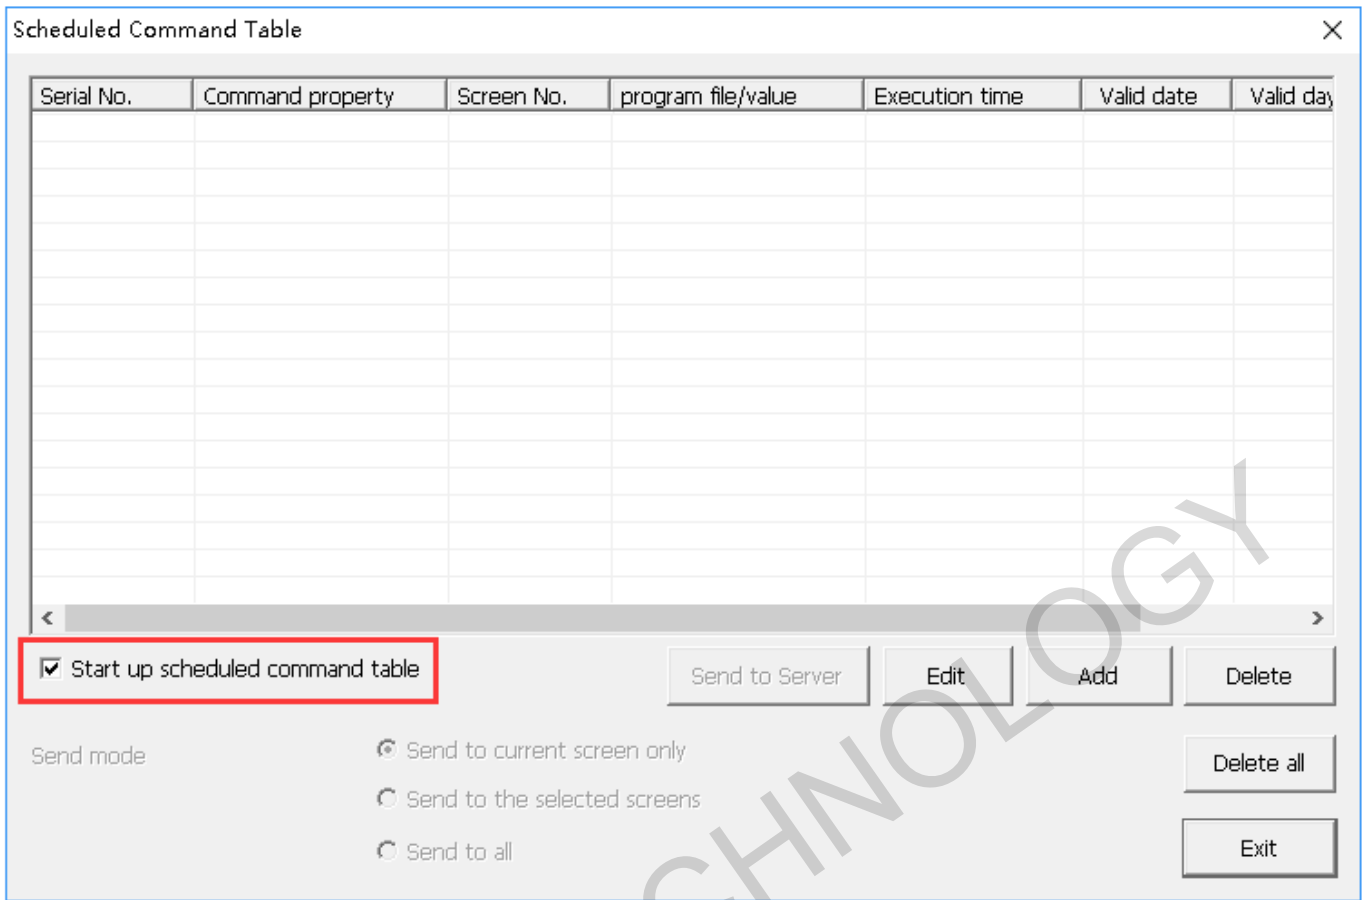 Scheduled Command Table
Serial No. Command property Screen No. program file/value Execution time Valid date Valid day
Start up scheduled command table Send to Server Edit Add Delete
Send mode Send to current screen only Delete all
Send to the selected screens
Send to all Exit
CHNOLOGY